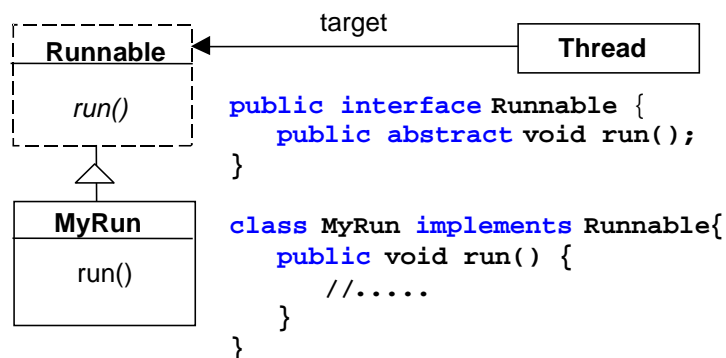 target
Runnable
Thread
run()
public interface Runnable {
public abstract void run();
}
MyRun
run()
class MyRun implements Runnable{
public void run() {
//.....
}
}